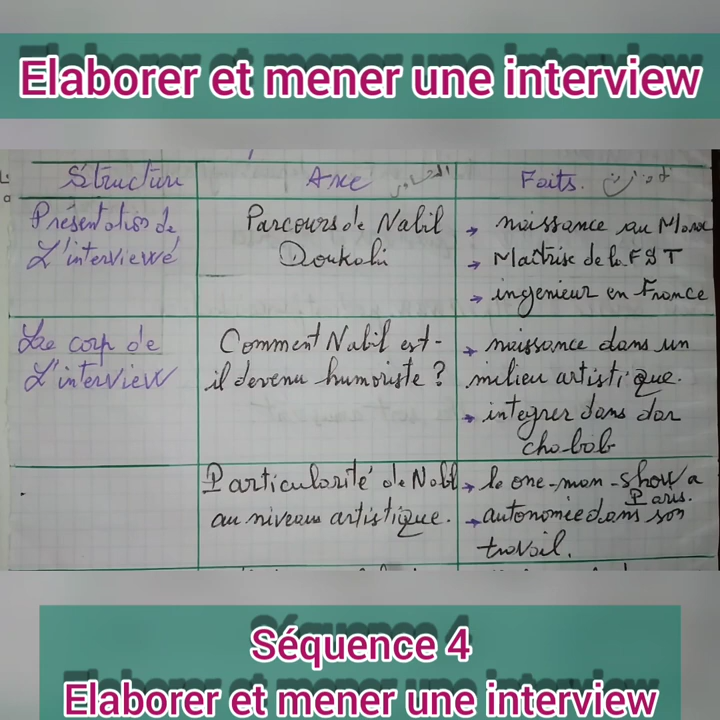 Elaborer et mener une interview
Structure
Axe
المحاور
Faits.
Présentation de
L'interviewé
Parcours de Nabil
Doukali
→ naissance au Maroc
→ Maîtrise de la FST
→ ingenieur en France
Le corp de
L'interview
Comment Nabil est-
il devenu humoriste ?
→ naissance dans un
milieu artistique.
→ integrer dans dar
chabab
Particularité de Nabil
au niveau artistique.
→ le one-man-show a
Paris.
→ autonomie dans son
travail.
Séquence 4
Elaborer et mener une interview